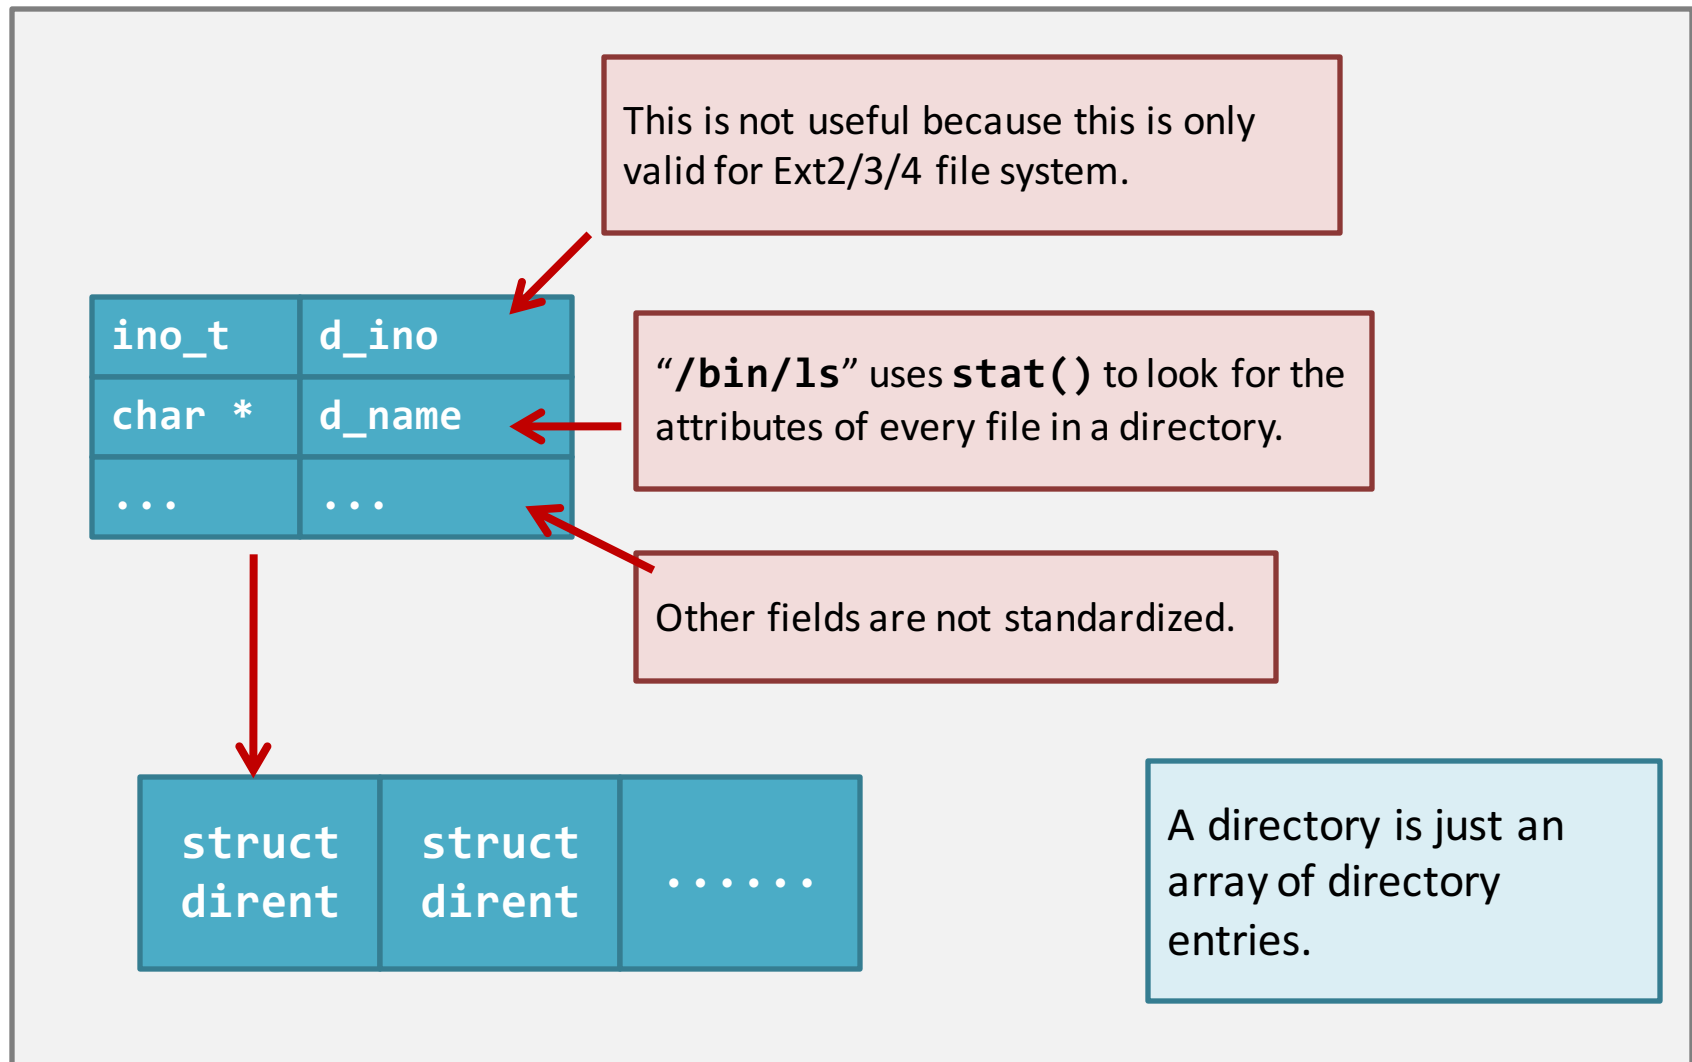 This is not useful because this is only
valid for Ext2/3/4 file system.
ino_t d_ino
“/bin/ls” uses stat() to look for the
attributes of every file in a directory.
char * d_name
... ...
Other fields are not standardized.
struct dirent
struct dirent
......
A directory is just an
array of directory
entries.